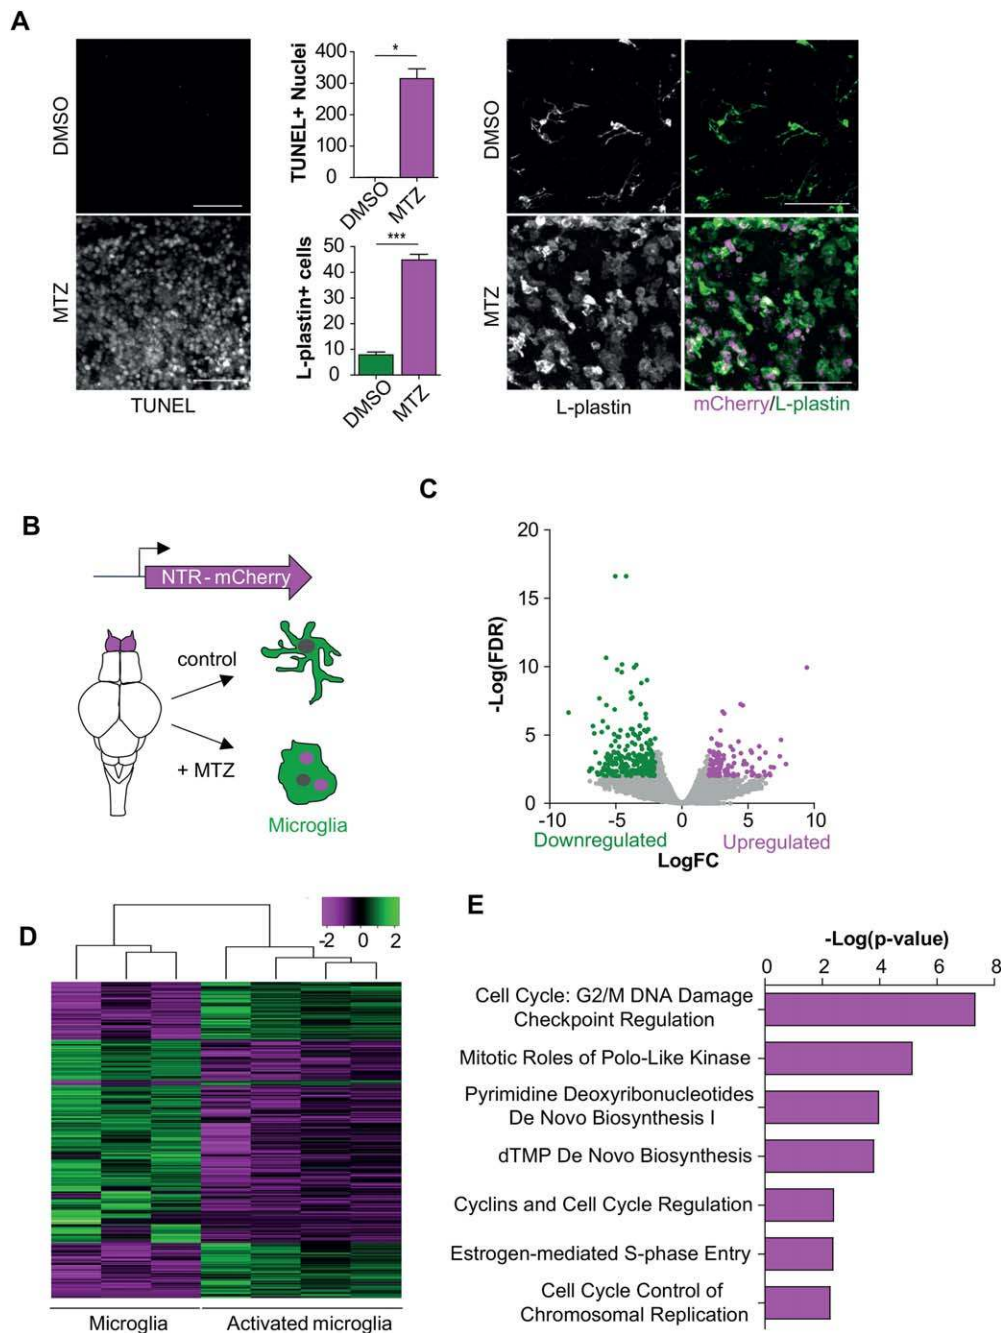 A
DMSO
MTZ
TUNEL
TUNEL+ Nuclei
400
300
200
100
0
*
DMSO
MTZ
L-plastin+ cells
50
40
30
20
10
0
***
DMSO
MTZ
DMSO
MTZ
L-plastin
mCherry/L-plastin
B
NTR-mCherry
control
+ MTZ
Microglia
C
-Log(FDR)
20
15
10
5
0
-10
-5
0
5
10
Downregulated
Upregulated
LogFC
D
-2 0 2
Microglia
Activated microglia
E
-Log(p-value)
0 2 4 6 8
Cell Cycle: G2/M DNA Damage
Checkpoint Regulation
Mitotic Roles of Polo-Like Kinase
Pyrimidine Deoxyribonucleotides
De Novo Biosynthesis I
dTMP De Novo Biosynthesis
Cyclins and Cell Cycle Regulation
Estrogen-mediated S-phase Entry
Cell Cycle Control of
Chromosomal Replication